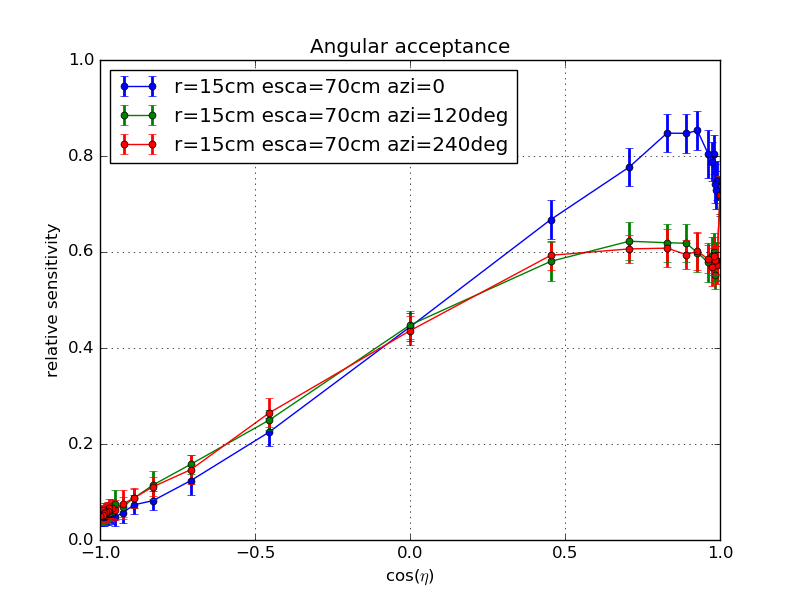 Angular acceptance
r=15cm esca=70cm azi=0
r=15cm esca=70cm azi=120deg
r=15cm esca=70cm azi=240deg
relative sensitivity
1.0
0.8
0.6
0.4
0.2
0.0
−1.0 −0.5 0.0 0.5 1.0
cos(η)